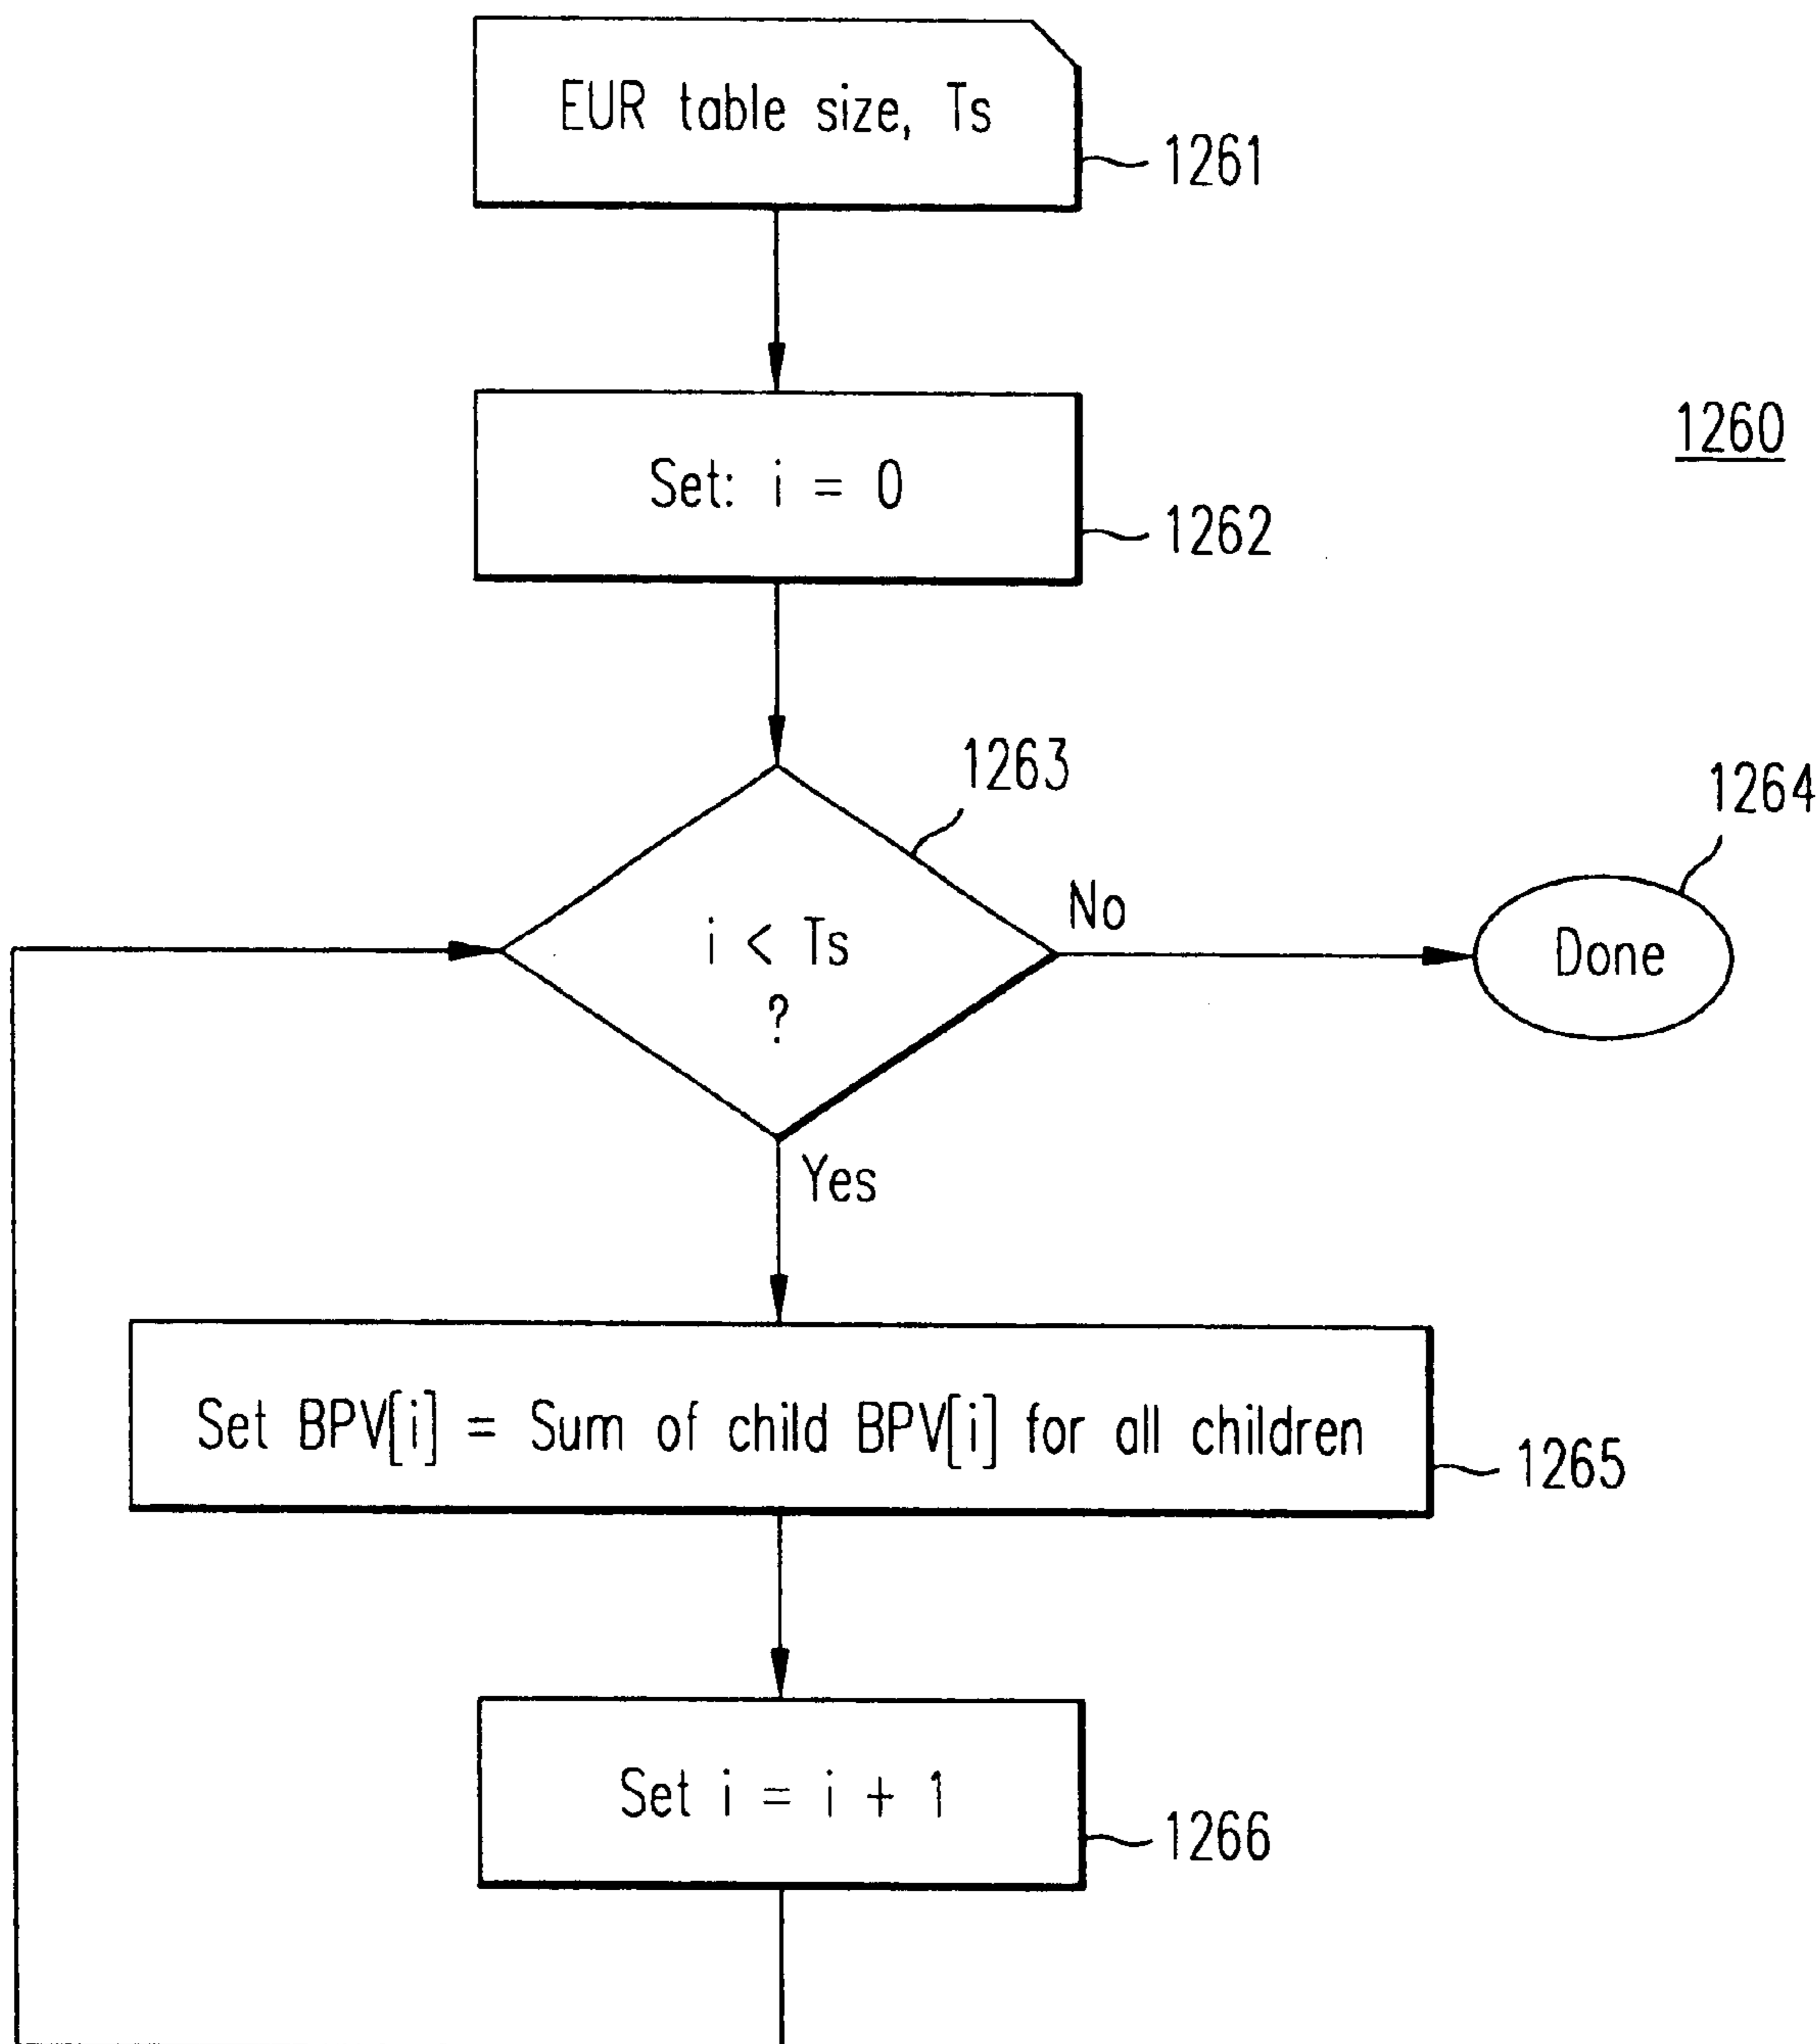 EUR table size, Ts
1261
Set: i = 0
1262
1260
1263
1264
i < Ts
?
No
Done
Yes
Set BPV[i] = Sum of child BPV[i] for all children
1265
Set i = i + 1
1266